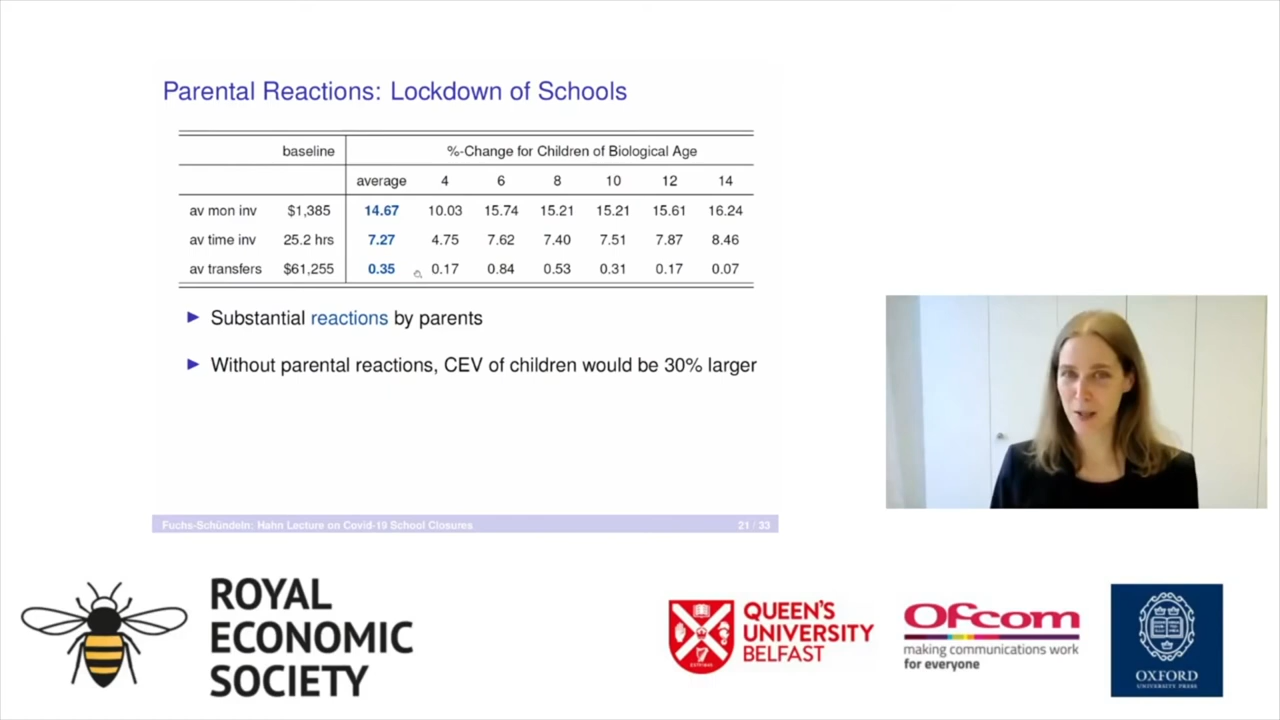 Parental Reactions: Lockdown of Schools
baseline %-Change for Children of Biological Age
average 4 6 8 10 12 14
av mon inv $1,385 14.67 10.03 15.74 15.21 15.21 15.61 16.24
av time inv 25.2 hrs 7.27 4.75 7.62 7.40 7.51 7.87 8.46
av transfers $61,255 0.35 0.17 0.84 0.53 0.31 0.17 0.07
Substantial reactions by parents
Without parental reactions, CEV of children would be 30% larger
Fuchs-Schündeln: Hahn Lecture on Covid-19 School Closures 21 / 33
ROYAL
ECONOMIC
SOCIETY
QUEEN'S
UNIVERSITY
BELFAST
Ofcom
making communications work
for everyone
OXFORD
UNIVERSITY PRESS